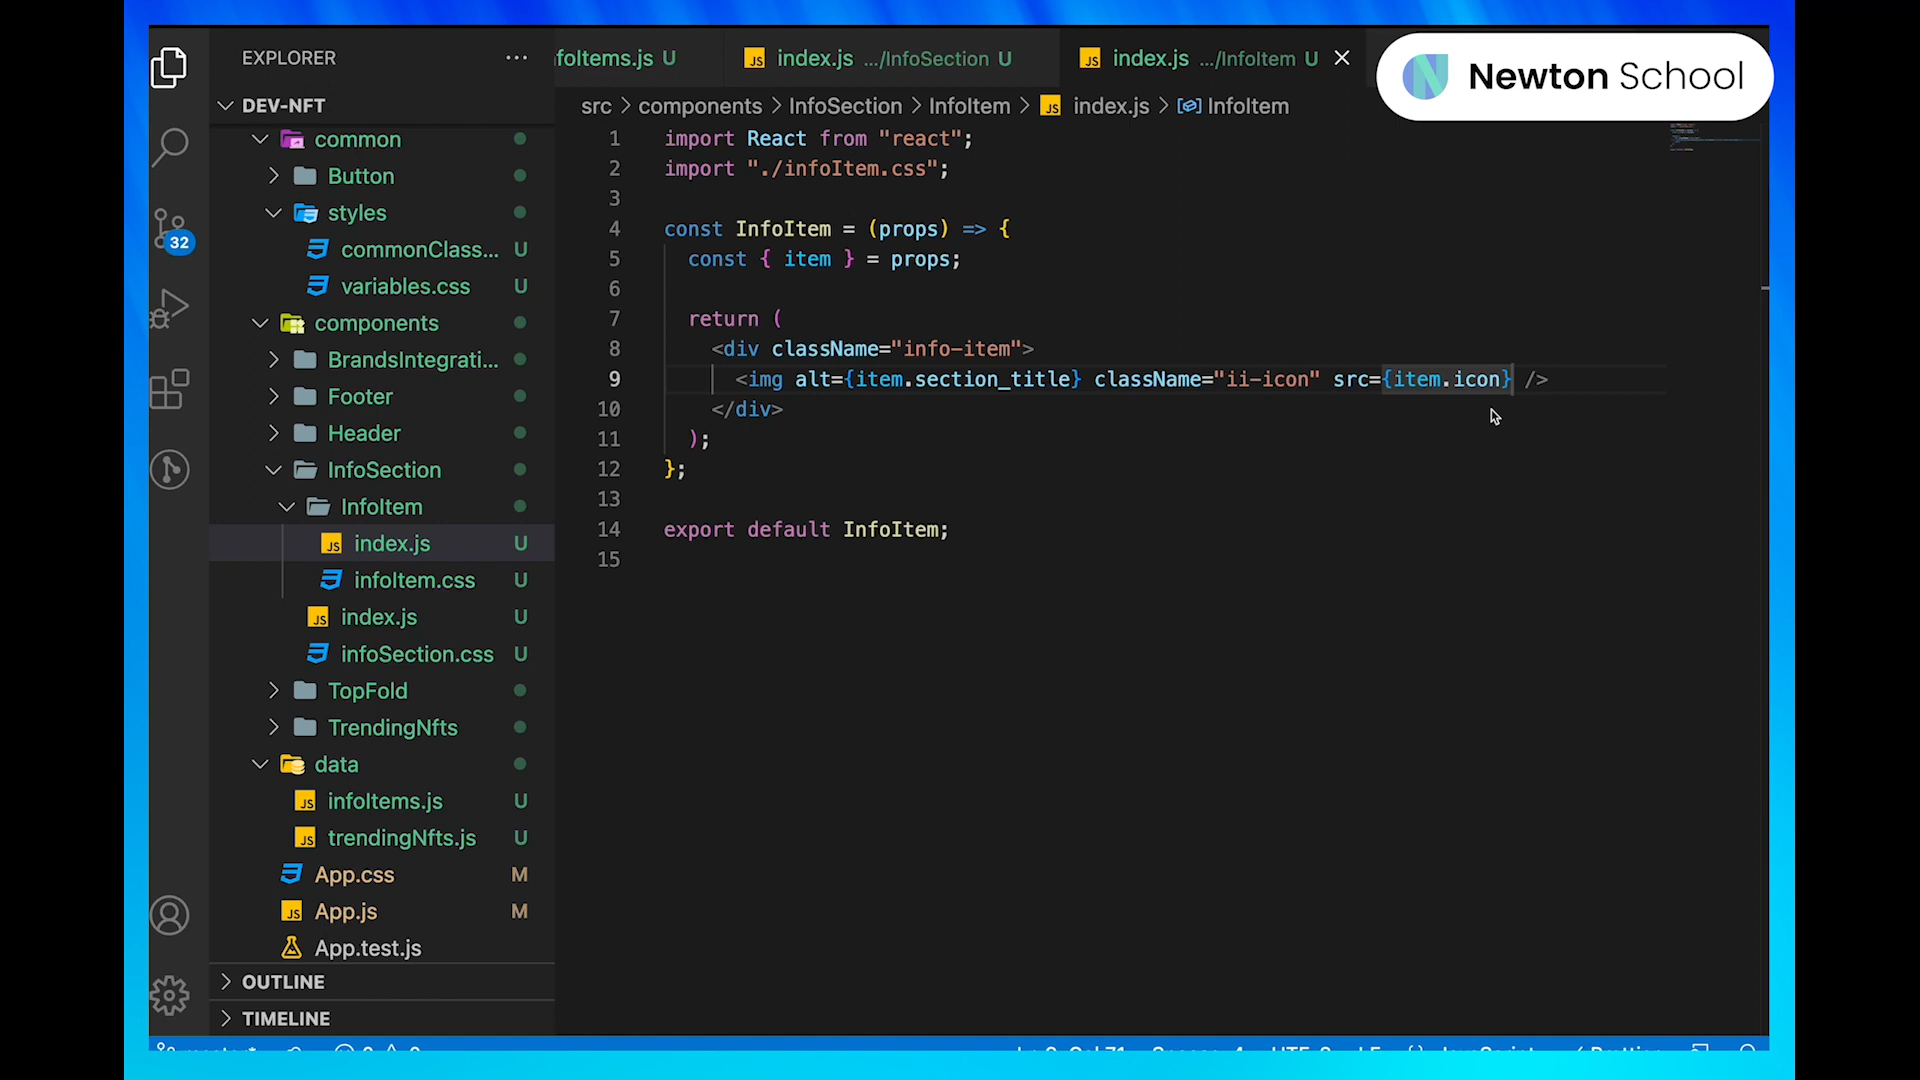 EXPLORER
DEV-NFT
common
Button
styles
commonClass... U
variables.css U
components
BrandsIntegrati...
Footer
Header
InfoSection
InfoItem
index.js U
infoItem.css U
index.js U
infoSection.css U
TopFold
TrendingNfts
data
infoItems.js U
trendingNfts.js U
App.css M
App.js M
App.test.js
OUTLINE
TIMELINE
32
foItems.js U index.js .../InfoSection U index.js .../InfoItem U
Newton School
src > components > InfoSection > InfoItem > index.js > InfoItem
1 import React from "react";
2 import "./infoItem.css";
3
4 const InfoItem = (props) => {
5 const { item } = props;
6
7 return (
8 <div className="info-item">
9 <img alt={item.section_title} className="ii-icon" src={item.icon} />
10 </div>
11 );
12 };
13
14 export default InfoItem;
15